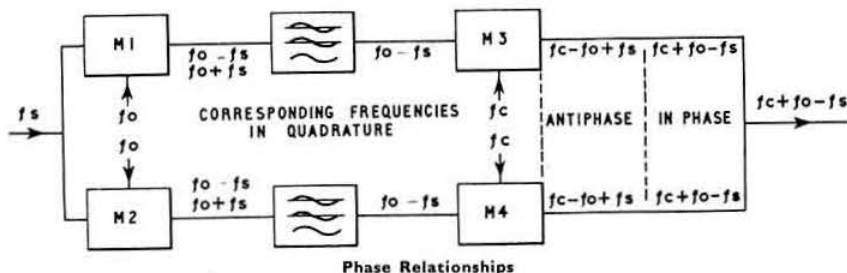 M1
fo - fs
fo + fs
fo - fs
M3
fc-fo+fs
fc+fo-fs
fs
fo
fo
CORRESPONDING FREQUENCIES
IN QUADRATURE
fc
fc
ANTIPHASE
IN PHASE
fc+fo-fs
M2
fo - fs
fo + fs
fo - fs
M4
fc-fo+fs
fc+fo-fs
Phase Relationships